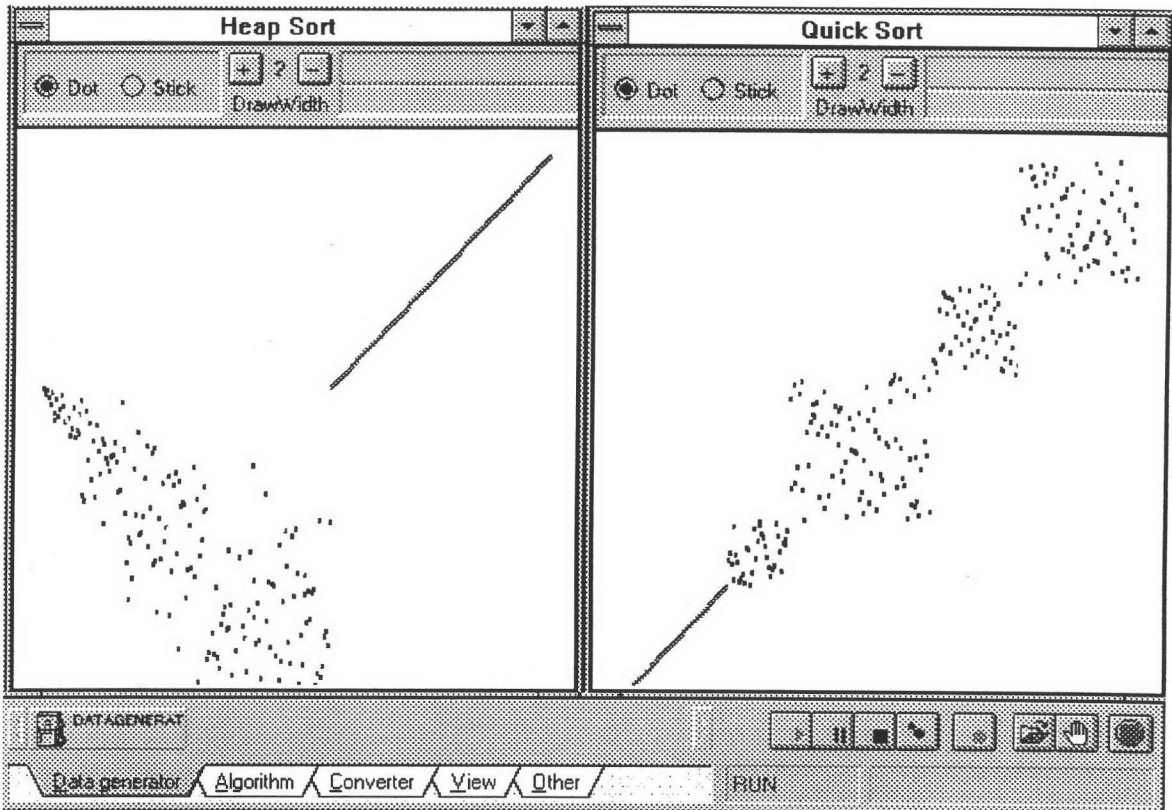 Heap Sort
Dot Stick + 2 − DrawWidth
Quick Sort
Dot Stick + 2 − DrawWidth
DATAGENERAT
Data generator Algorithm Converter View Other
RUN